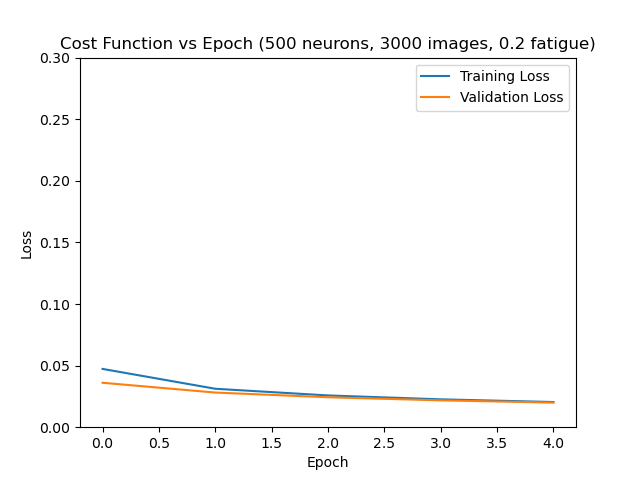 Cost Function vs Epoch (500 neurons, 3000 images, 0.2 fatigue)
Training Loss
Validation Loss
0.30
0.25
0.20
0.15
0.10
0.05
0.00
Loss
0.0 0.5 1.0 1.5 2.0 2.5 3.0 3.5 4.0
Epoch